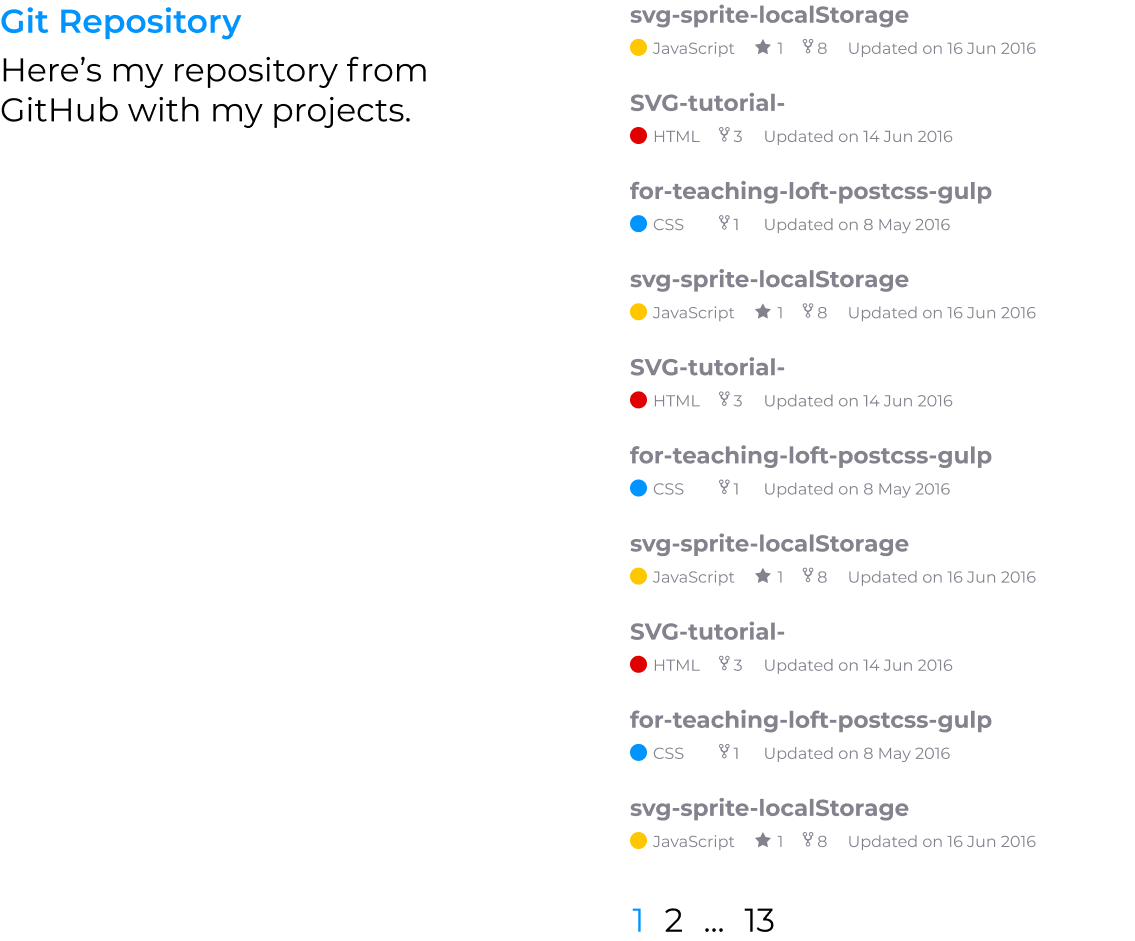 Git Repository
Here’s my repository from
GitHub with my projects.
svg-sprite-localStorage
JavaScript 1 8 Updated on 16 Jun 2016
SVG-tutorial-
HTML 3 Updated on 14 Jun 2016
for-teaching-loft-postcss-gulp
CSS 1 Updated on 8 May 2016
svg-sprite-localStorage
JavaScript 1 8 Updated on 16 Jun 2016
SVG-tutorial-
HTML 3 Updated on 14 Jun 2016
for-teaching-loft-postcss-gulp
CSS 1 Updated on 8 May 2016
svg-sprite-localStorage
JavaScript 1 8 Updated on 16 Jun 2016
SVG-tutorial-
HTML 3 Updated on 14 Jun 2016
for-teaching-loft-postcss-gulp
CSS 1 Updated on 8 May 2016
svg-sprite-localStorage
JavaScript 1 8 Updated on 16 Jun 2016
1 2 ... 13